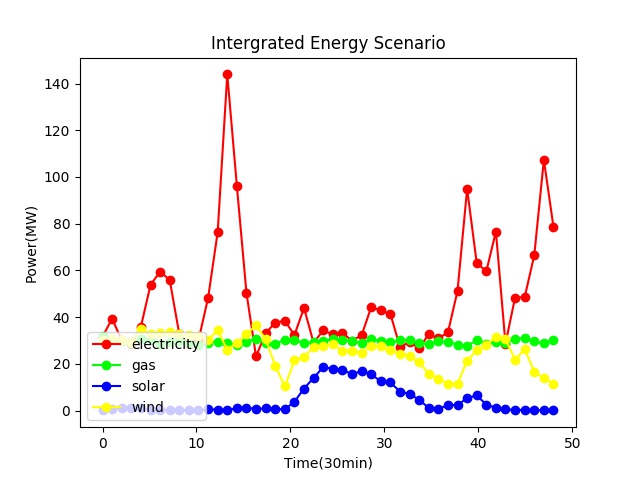 Intergrated Energy Scenario
Power(MW)
140
120
100
80
60
40
20
0
electricity
gas
solar
wind
0 10 20 30 40 50
Time(30min)